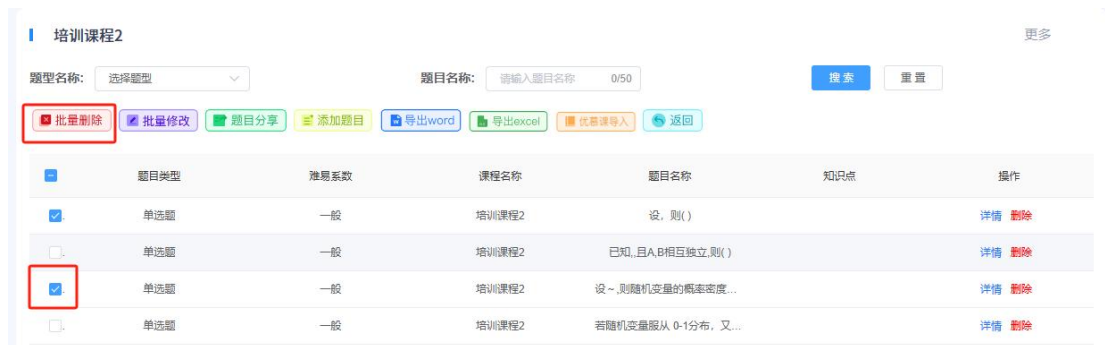 培训课程2 更多
题型名称: 选择题型 题目名称: 请输入题目名称 0/50 搜索 重置
批量删除 批量修改 题目分享 添加题目 导出word 导出excel 优慕课导入 返回
题目类型 难易系数 课程名称 题目名称 知识点 操作
单选题 一般 培训课程2 设，则( ) 详情 删除
单选题 一般 培训课程2 已知,,且A,B相互独立,则( ) 详情 删除
单选题 一般 培训课程2 设～,则随机变量的概率密度... 详情 删除
单选题 一般 培训课程2 若随机变量服从 0-1分布，又... 详情 删除